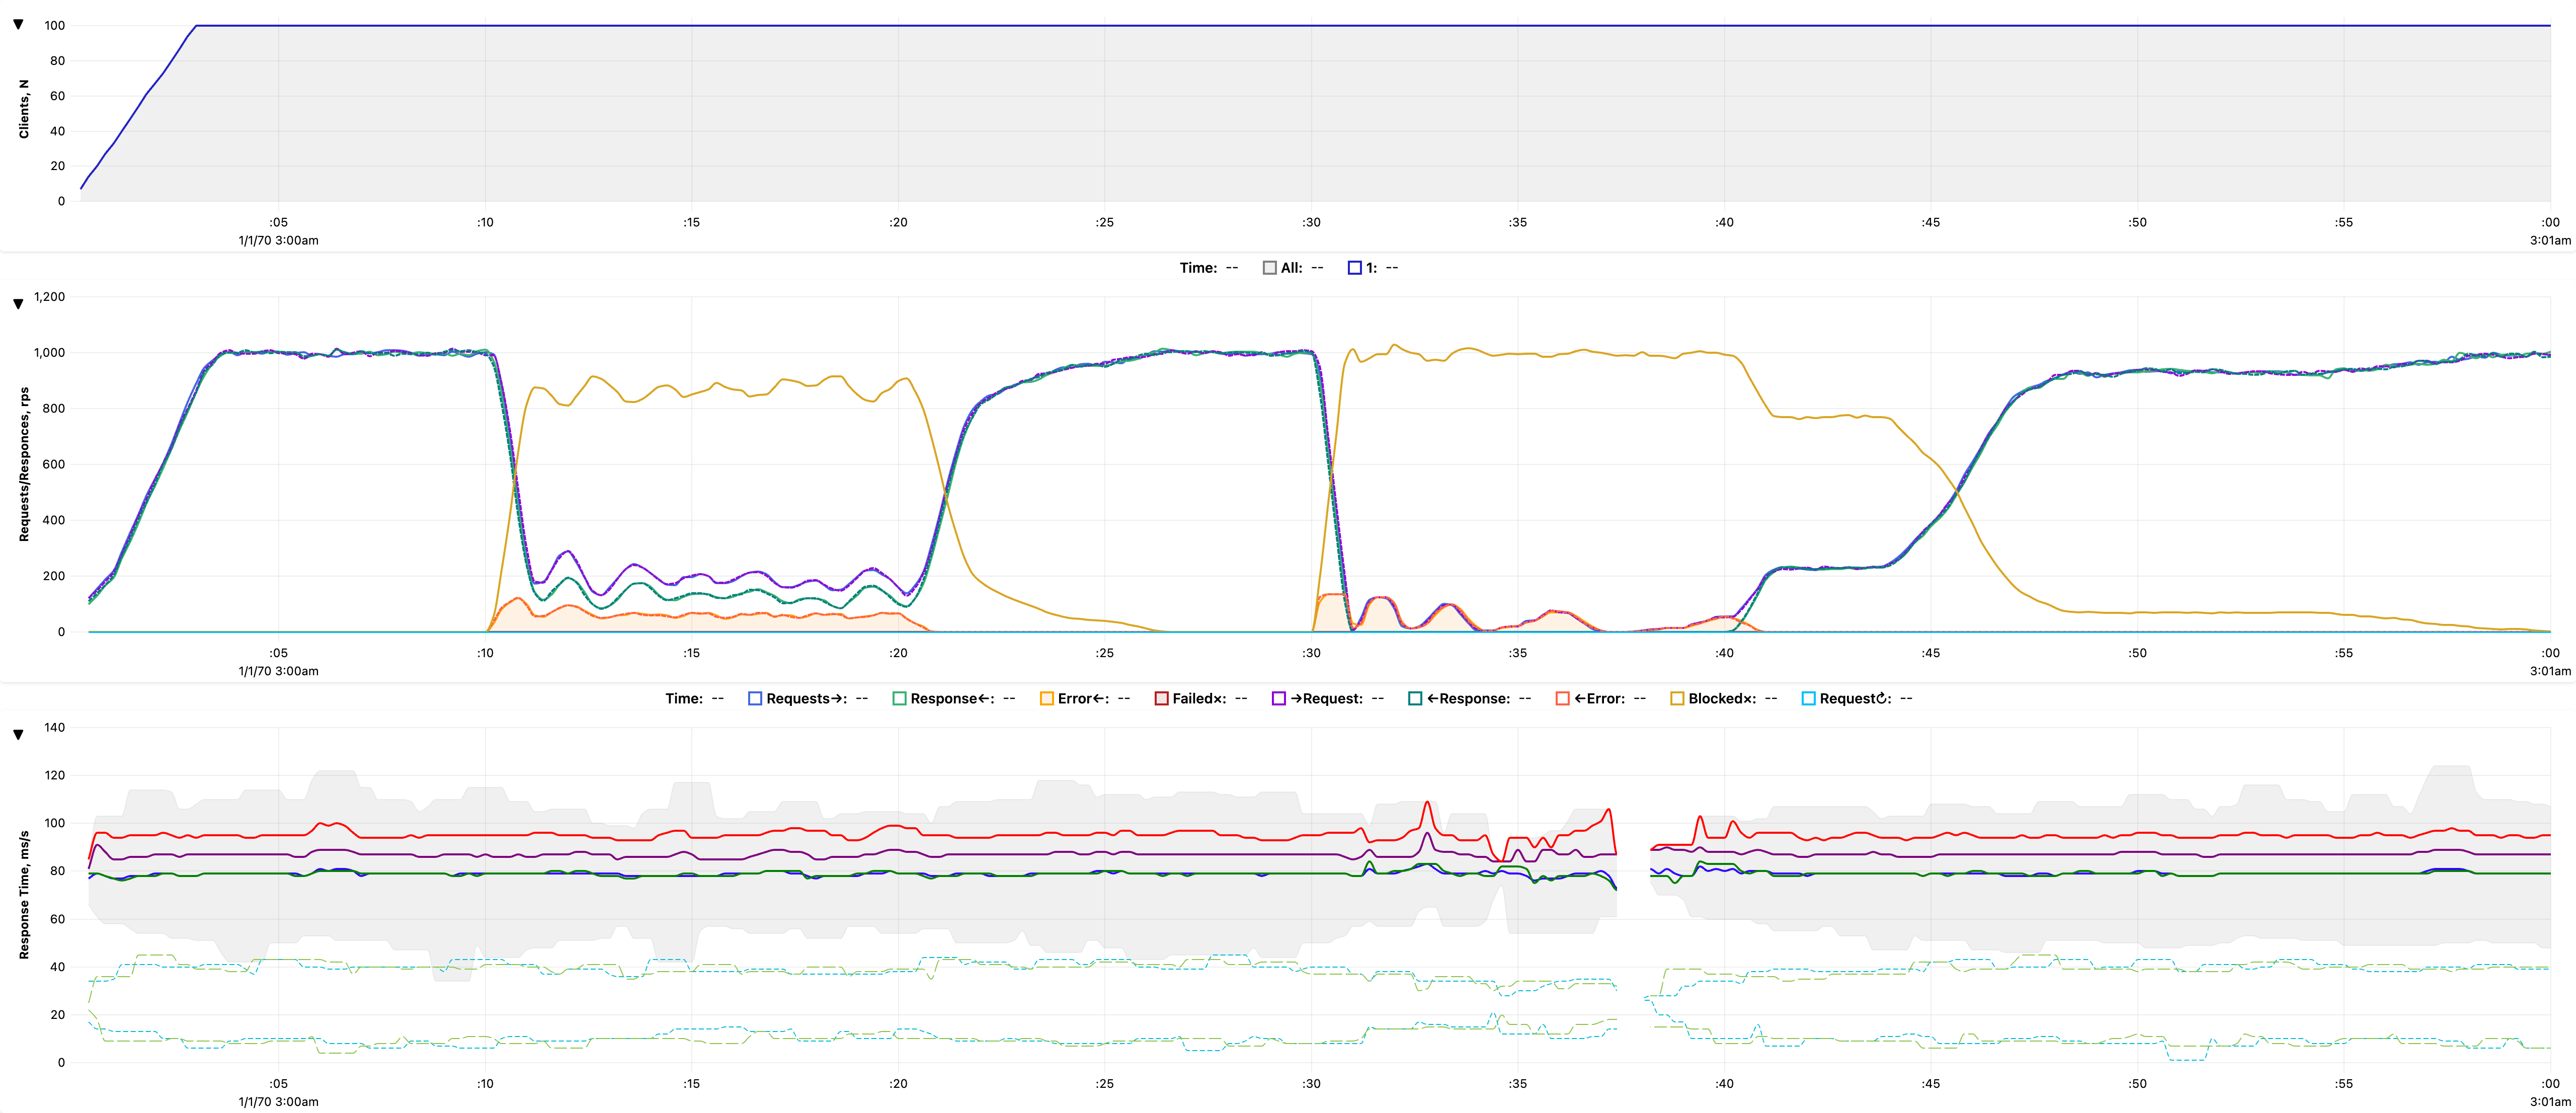 ▼
Clients, N
100
80
60
40
20
0
:05 :10 :15 :20 :25 :30 :35 :40 :45 :50 :55 :00
1/1/70 3:00am 3:01am
Time: -- All: -- 1: --
▼
Requests/Responces, rps
1,200
1,000
800
600
400
200
0
:05 :10 :15 :20 :25 :30 :35 :40 :45 :50 :55 :00
1/1/70 3:00am 3:01am
Time: -- Requests→: -- Response←: -- Error←: -- Failed×: -- →Request: -- ←Response: -- ←Error: -- Blocked×: -- Request↻: --
▼
Response Time, ms/s
140
120
100
80
60
40
20
0
:05 :10 :15 :20 :25 :30 :35 :40 :45 :50 :55 :00
1/1/70 3:00am 3:01am